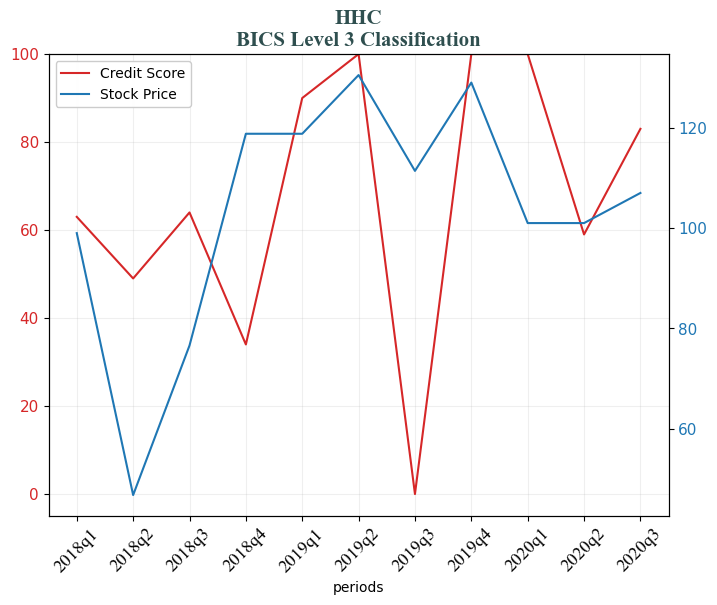 HHC
BICS Level 3 Classification
Credit Score
Stock Price
100
80
60
40
20
0
120
100
80
60
2018q1
2018q2
2018q3
2018q4
2019q1
2019q2
2019q3
2019q4
2020q1
2020q2
2020q3
periods